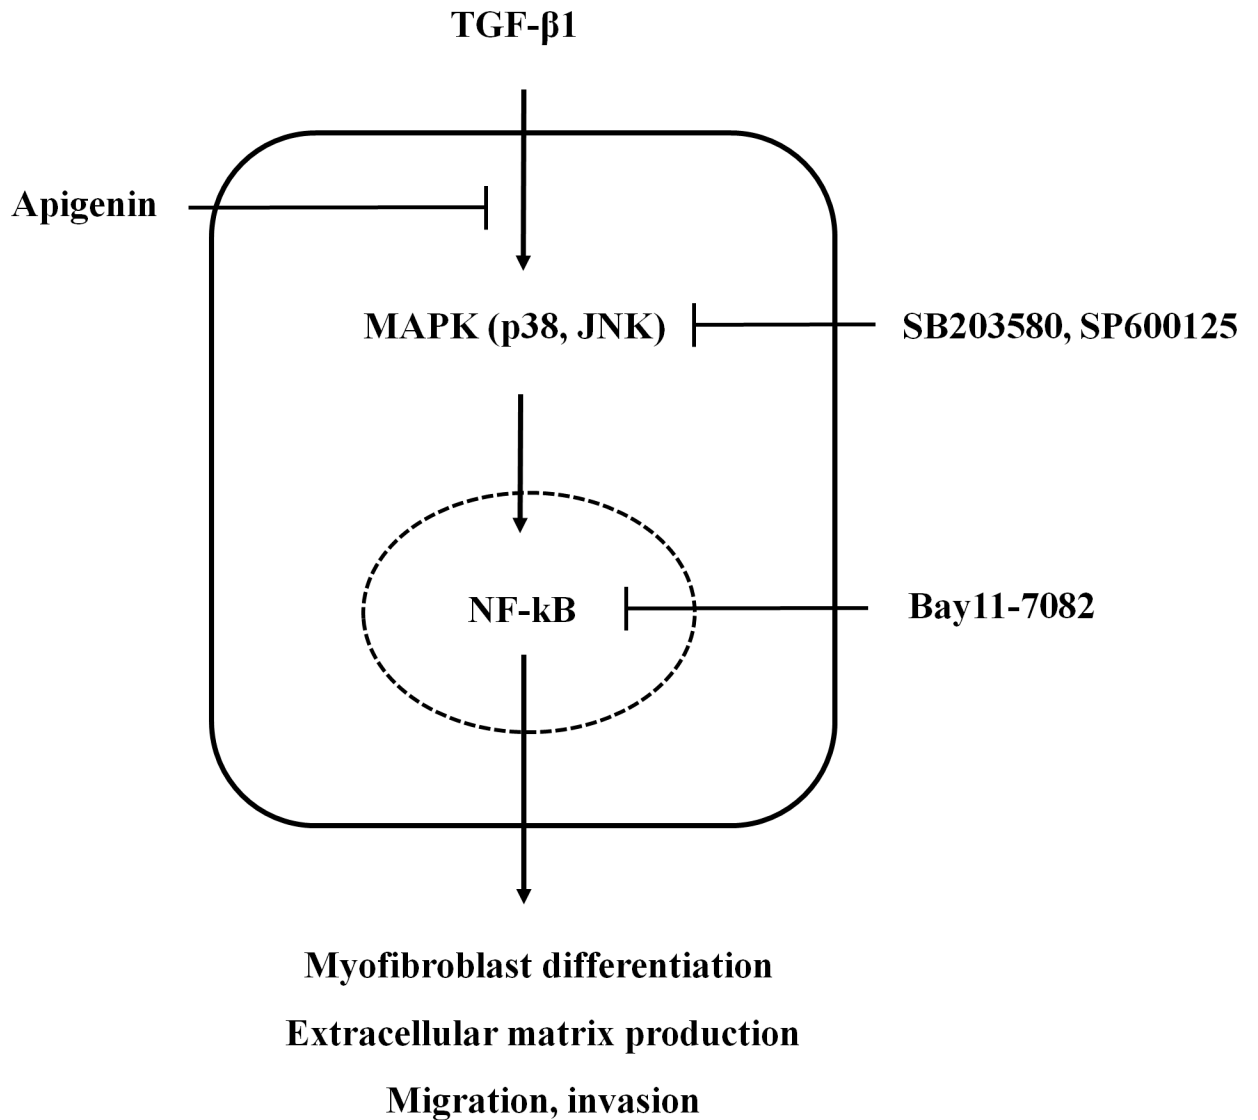 TGF-β1
Apigenin
MAPK (p38, JNK)
SB203580, SP600125
NF-kB
Bay11-7082
Myofibroblast differentiation
Extracellular matrix production
Migration, invasion